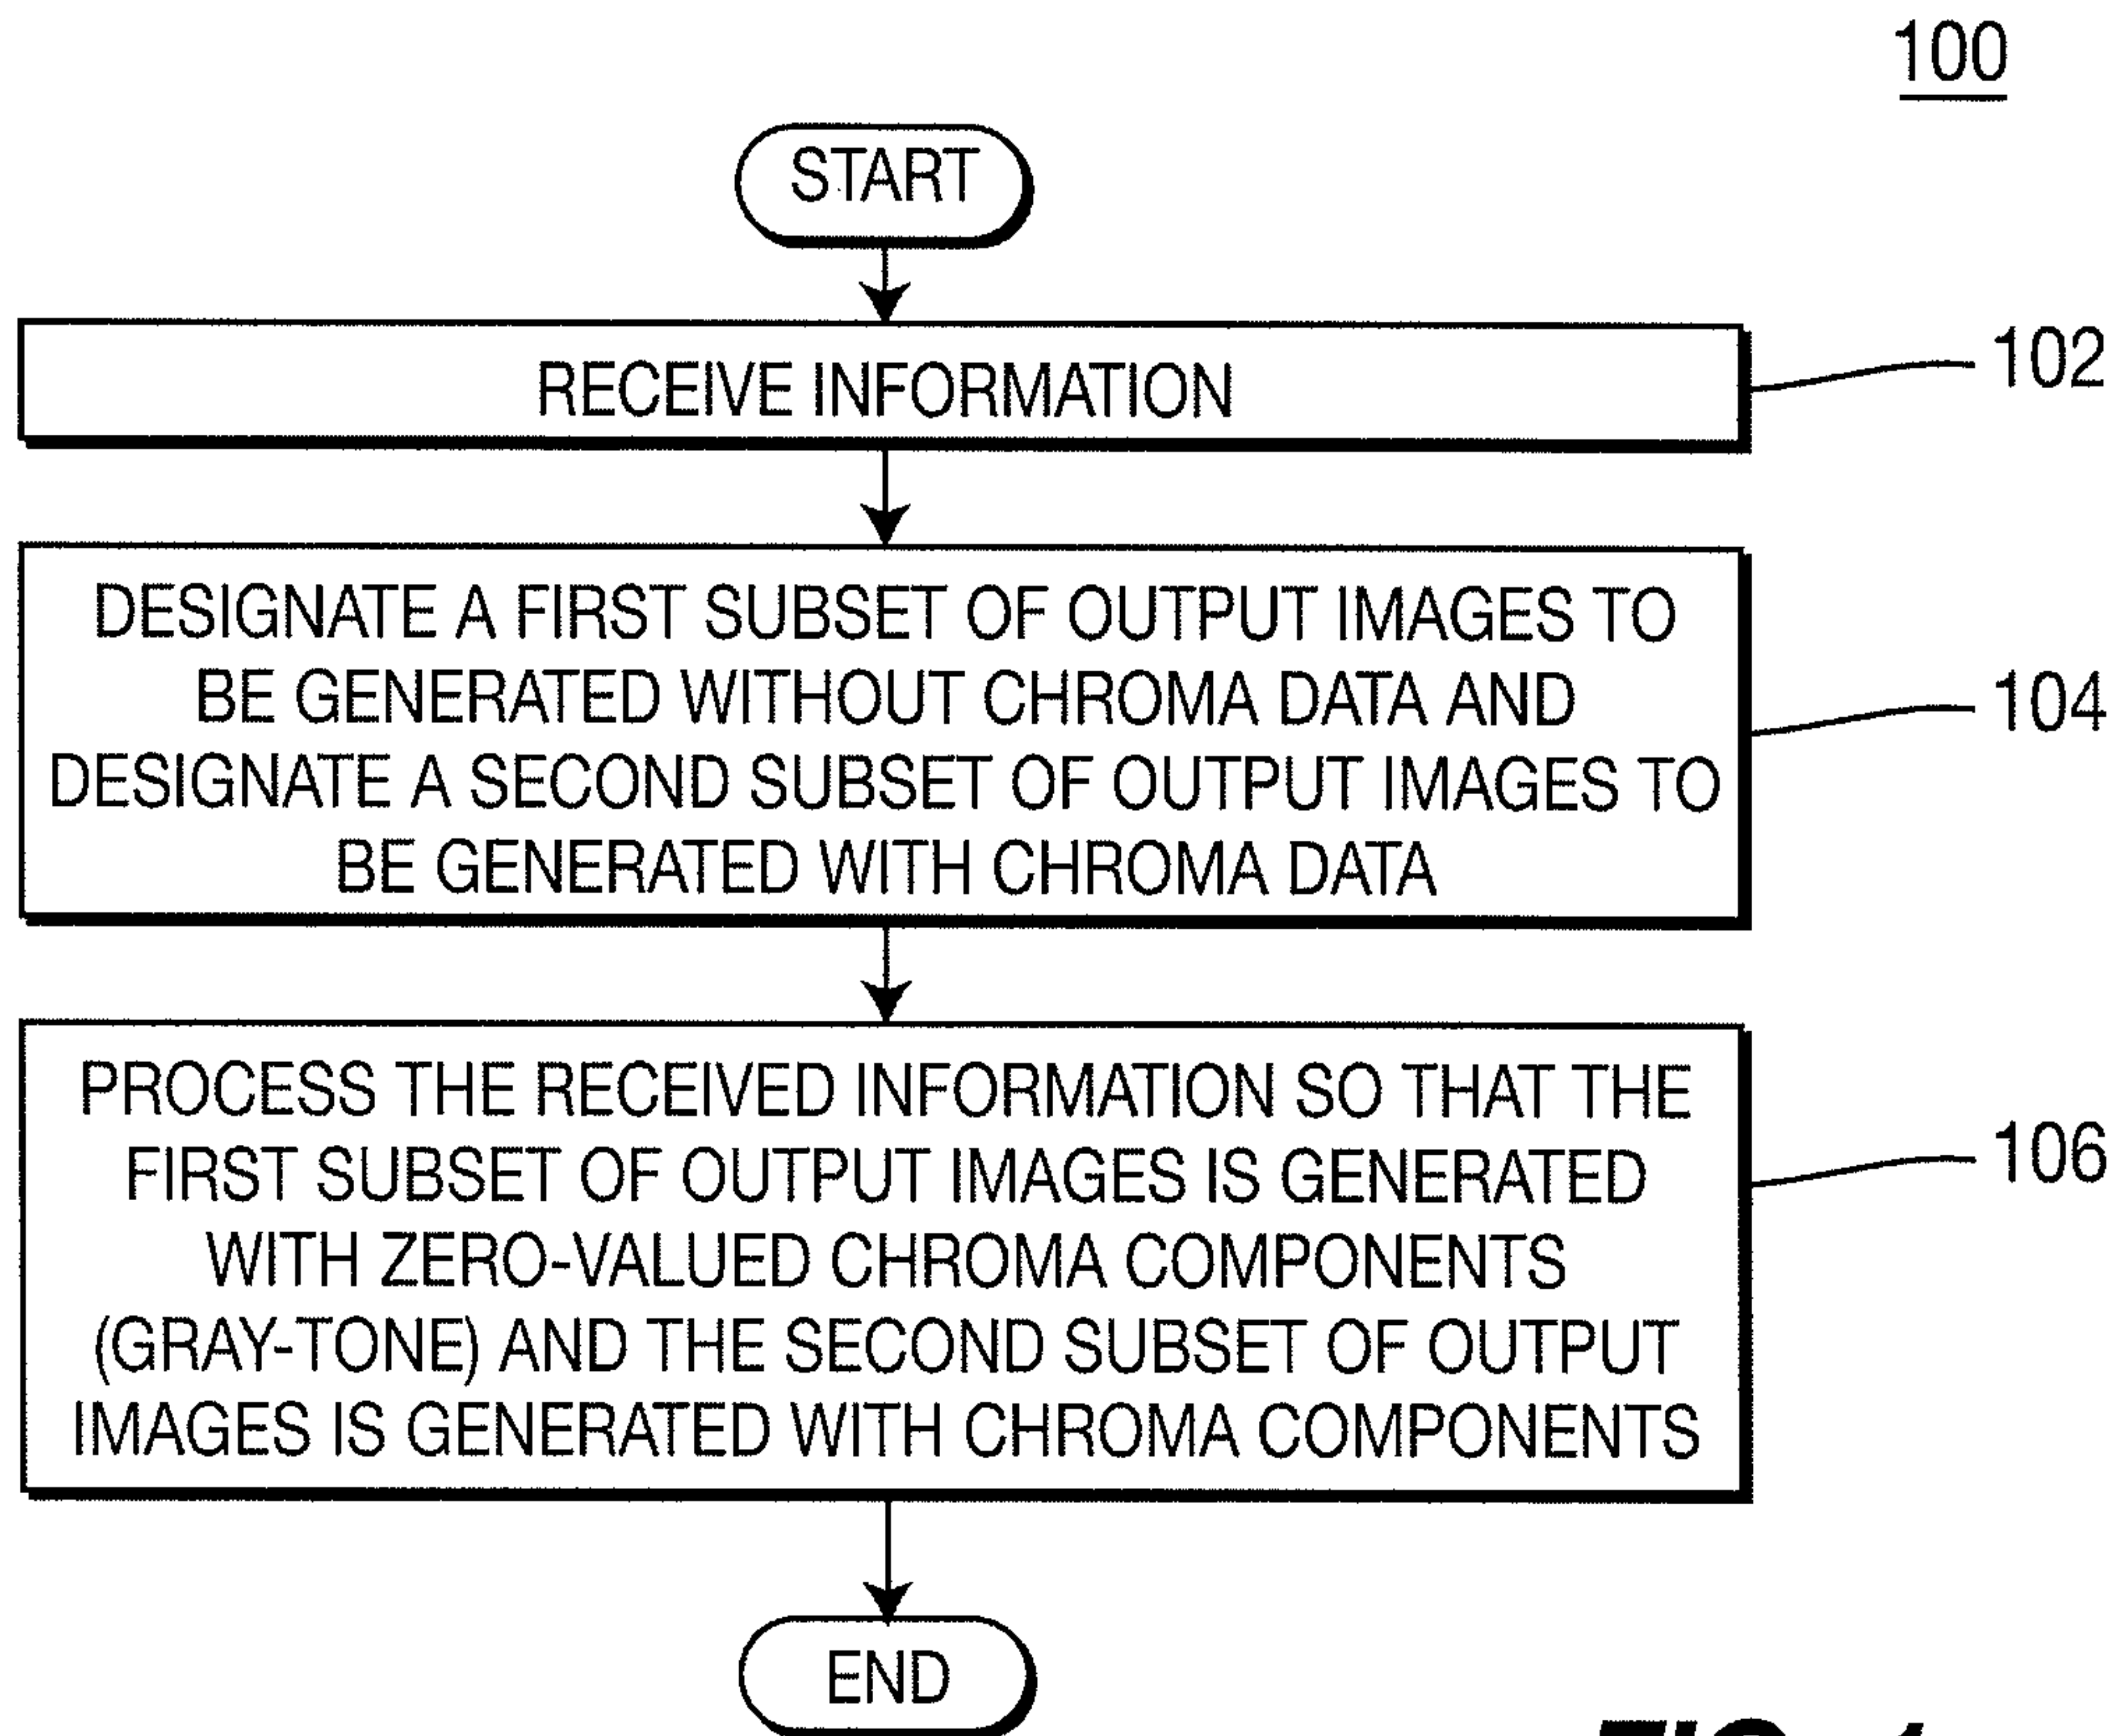 100
START
RECEIVE INFORMATION
102
DESIGNATE A FIRST SUBSET OF OUTPUT IMAGES TO
BE GENERATED WITHOUT CHROMA DATA AND
DESIGNATE A SECOND SUBSET OF OUTPUT IMAGES TO
BE GENERATED WITH CHROMA DATA
104
PROCESS THE RECEIVED INFORMATION SO THAT THE
FIRST SUBSET OF OUTPUT IMAGES IS GENERATED
WITH ZERO-VALUED CHROMA COMPONENTS
(GRAY-TONE) AND THE SECOND SUBSET OF OUTPUT
IMAGES IS GENERATED WITH CHROMA COMPONENTS
106
END